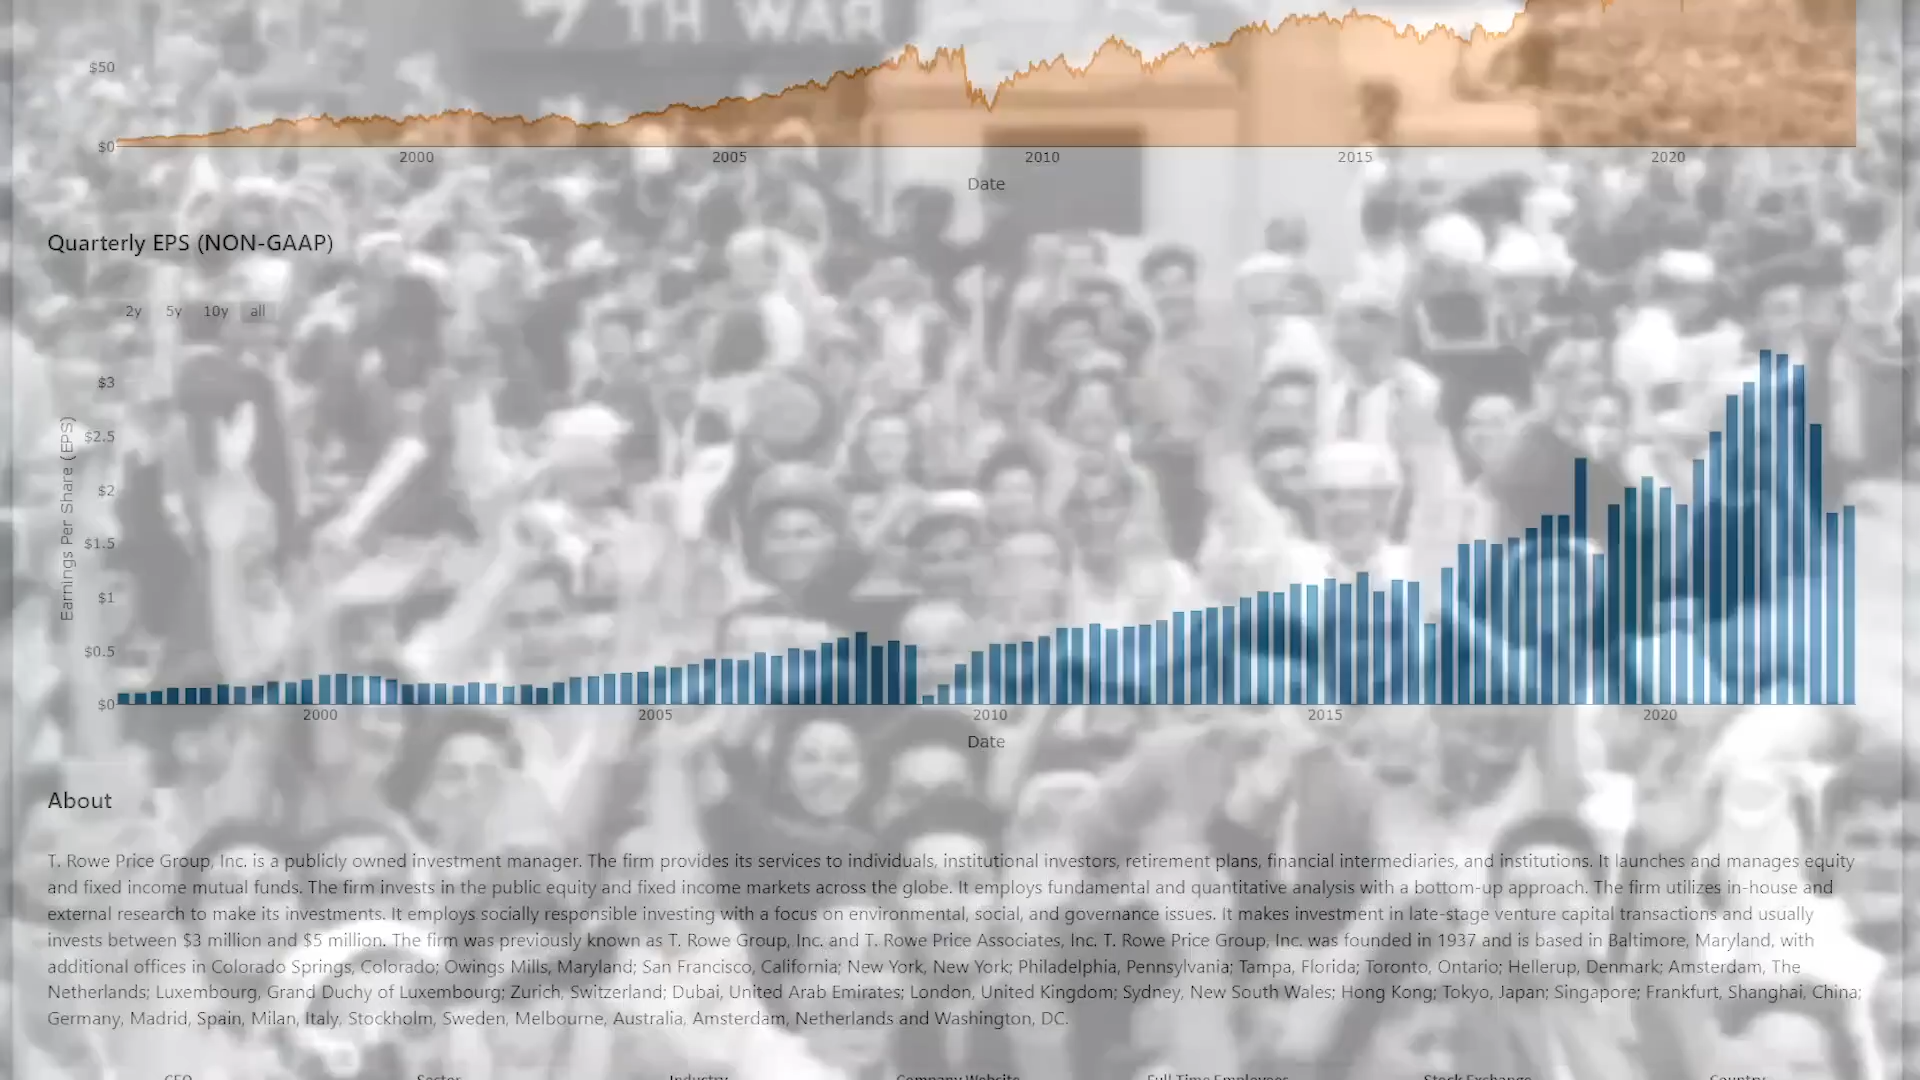 7 TH WAR
$50
$0
2000 2005 2010 2015 2020
Date
Quarterly EPS (NON-GAAP)
2y 5y 10y all
$3
$2.5
$2
$1.5
$1
$0.5
$0
Earnings Per Share (EPS)
2000 2005 2010 2015 2020
Date
About
T. Rowe Price Group, Inc. is a publicly owned investment manager. The firm provides its services to individuals, institutional investors, retirement plans, financial intermediaries, and institutions. It launches and manages equity
and fixed income mutual funds. The firm invests in the public equity and fixed income markets across the globe. It employs fundamental and quantitative analysis with a bottom-up approach. The firm utilizes in-house and
external research to make its investments. It employs socially responsible investing with a focus on environmental, social, and governance issues. It makes investment in late-stage venture capital transactions and usually
invests between $3 million and $5 million. The firm was previously known as T. Rowe Group, Inc. and T. Rowe Price Associates, Inc. T. Rowe Price Group, Inc. was founded in 1937 and is based in Baltimore, Maryland, with
additional offices in Colorado Springs, Colorado; Owings Mills, Maryland; San Francisco, California; New York, New York; Philadelphia, Pennsylvania; Tampa, Florida; Toronto, Ontario; Hellerup, Denmark; Amsterdam, The
Netherlands; Luxembourg, Grand Duchy of Luxembourg; Zurich, Switzerland; Dubai, United Arab Emirates; London, United Kingdom; Sydney, New South Wales; Hong Kong; Tokyo, Japan; Singapore; Frankfurt, Shanghai, China;
Germany, Madrid, Spain, Milan, Italy, Stockholm, Sweden, Melbourne, Australia, Amsterdam, Netherlands and Washington, DC.
CEO Sector Industry Company Website Full Time Employees Stock Exchange Country